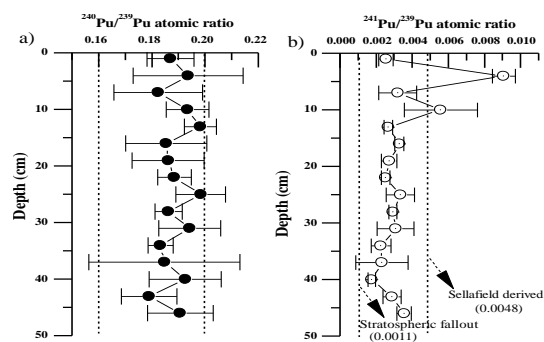 ²⁴⁰Pu/²³⁹Pu atomic ratio
a)
0.16 0.18 0.20 0.22
0
10
20
30
40
50
Depth (cm)
²⁴¹Pu/²³⁹Pu atomic ratio
b)
0.000 0.002 0.004 0.006 0.008 0.010
0
10
20
30
40
50
Depth (cm)
Sellafield derived
(0.0048)
Stratospheric fallout
(0.0011)